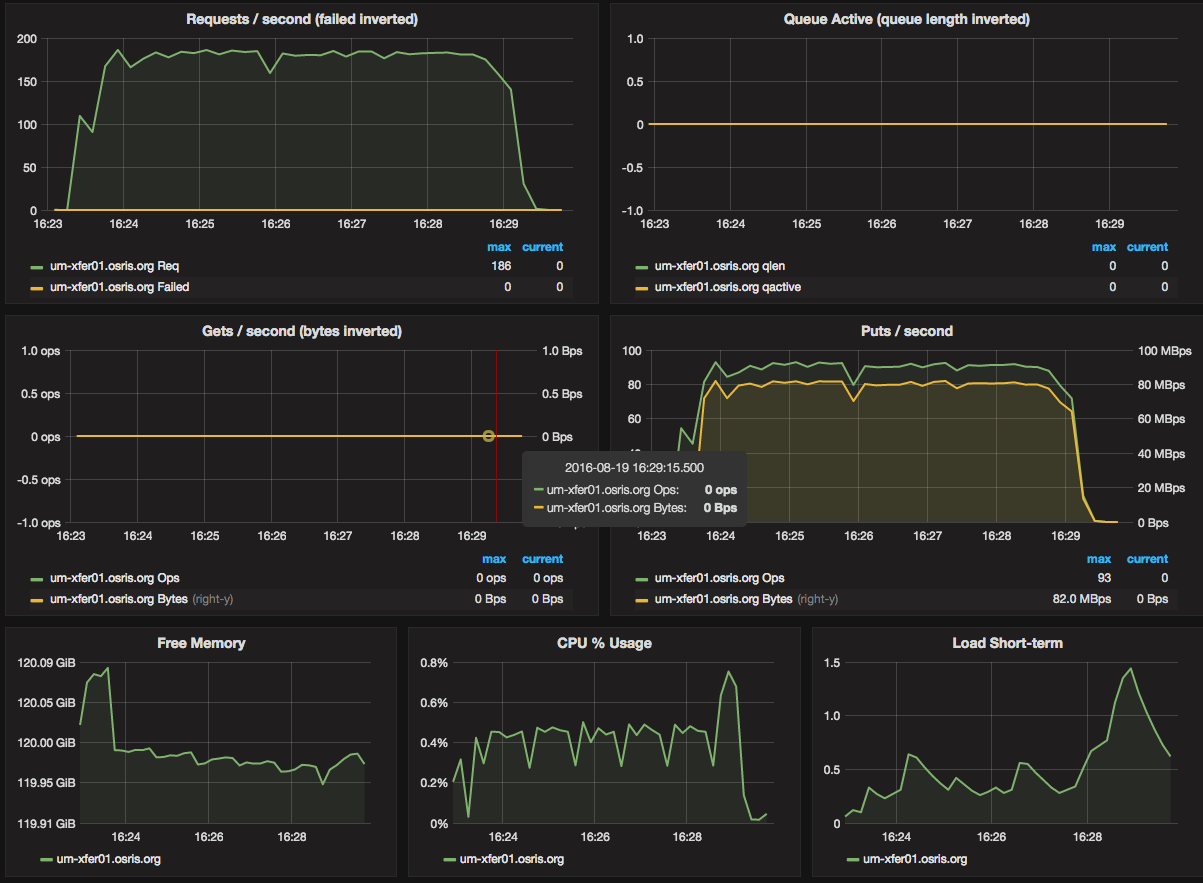 Requests / second (failed inverted)
200
150
100
50
0
16:23 16:24 16:25 16:26 16:27 16:28 16:29
max current
um-xfer01.osris.org Req 186 0
um-xfer01.osris.org Failed 0 0
Queue Active (queue length inverted)
1.0
0.5
0
-0.5
-1.0
16:23 16:24 16:25 16:26 16:27 16:28 16:29
max current
um-xfer01.osris.org qlen 0 0
um-xfer01.osris.org qactive 0 0
Gets / second (bytes inverted)
1.0 ops 1.0 Bps
0.5 ops 0.5 Bps
0 ops 0 Bps
-0.5 ops
-1.0 ops
16:23 16:24 16:25 16:26 16:27 16:28 16:29
max current
um-xfer01.osris.org Ops 0 ops 0 ops
um-xfer01.osris.org Bytes (right-y) 0 Bps 0 Bps
2016-08-19 16:29:15.500
um-xfer01.osris.org Ops: 0 ops
um-xfer01.osris.org Bytes: 0 Bps
Puts / second
100 100 MBps
80 80 MBps
60 60 MBps
40 MBps
20 MBps
0 Bps
16:23 16:24 16:25 16:26 16:27 16:28 16:29
max current
um-xfer01.osris.org Ops 93 0
um-xfer01.osris.org Bytes (right-y) 82.0 MBps 0 Bps
Free Memory
120.09 GiB
120.05 GiB
120.00 GiB
119.95 GiB
119.91 GiB
16:24 16:26 16:28
um-xfer01.osris.org
CPU % Usage
0.8%
0.6%
0.4%
0.2%
0%
16:24 16:26 16:28
um-xfer01.osris.org
Load Short-term
1.5
1.0
0.5
0
16:24 16:26 16:28
um-xfer01.osris.org